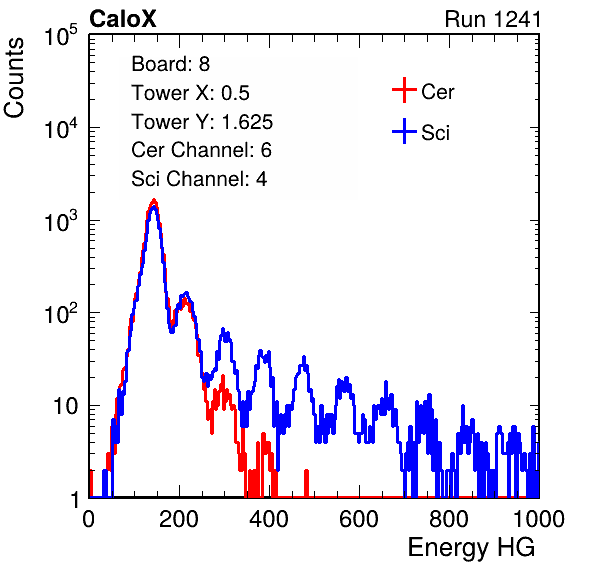 CaloX Run 1241
Counts
10^5
10^4
10^3
10^2
10
1
Board: 8
Tower X: 0.5
Tower Y: 1.625
Cer Channel: 6
Sci Channel: 4
Cer
Sci
0 200 400 600 800 1000
Energy HG